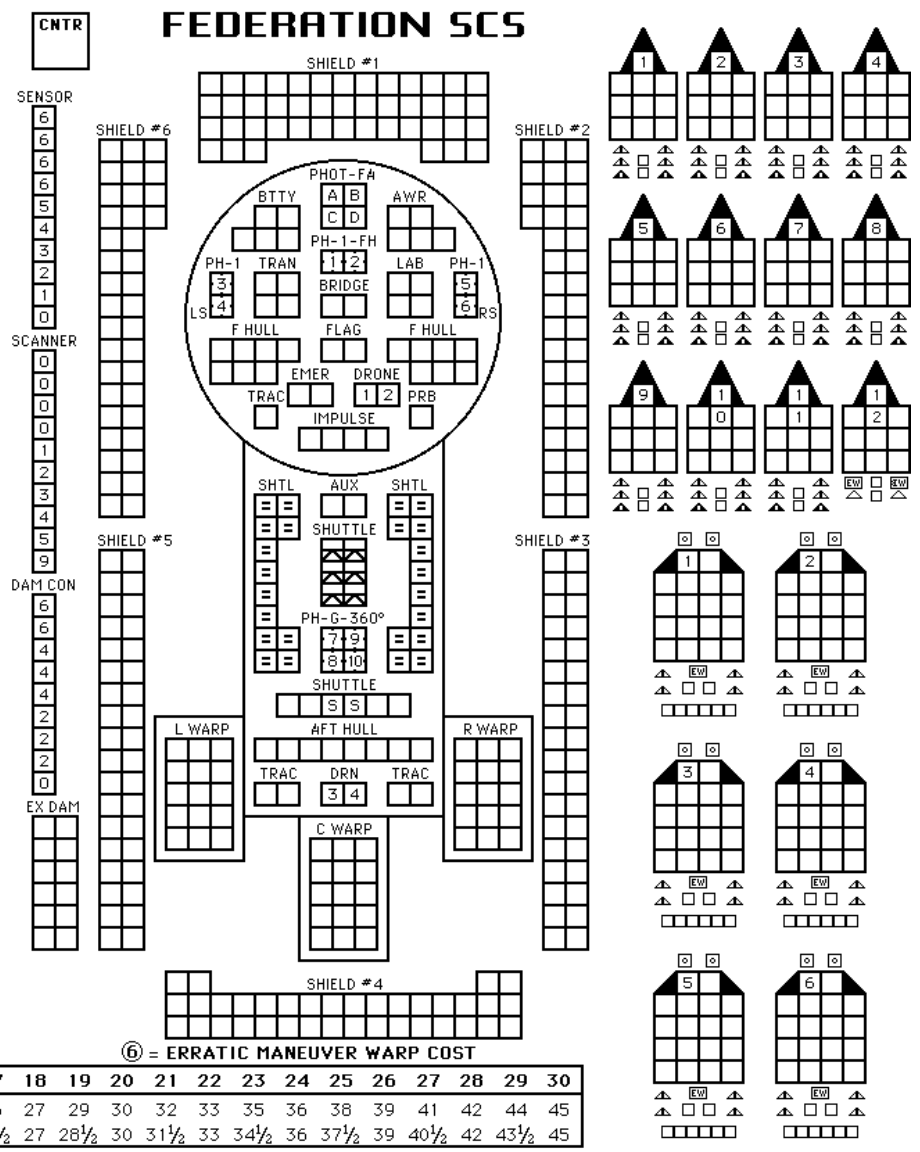 CNTR
FEDERATION SCS
SHIELD #1
SENSOR
6
6
6
6
5
4
3
2
1
0
SHIELD #6
SHIELD #2
PHOT-FA
A B
C D
BTTY
AWR
PH-1-FH
1 2
PH-1
3
4
LS
TRAN
LAB
PH-1
5
6
RS
BRIDGE
F HULL
FLAG
F HULL
EMER
DRONE
1 2
TRAC
PRB
IMPULSE
SCANNER
0
0
0
0
1
2
3
4
5
9
SHTL
AUX
SHTL
= =
= =
=
=
=
=
= =
= =
= =
= =
=
=
=
=
= =
= =
SHUTTLE
PH-G-360°
7 9
8 10
SHUTTLE
S S
SHIELD #5
SHIELD #3
DAM CON
6
6
4
4
4
2
2
2
0
L WARP
AFT HULL
R WARP
TRAC
DRN
TRAC
3 4
EX DAM
C WARP
SHIELD #4
⑥ = ERRATIC MANEUVER WARP COST
18 19 20 21 22 23 24 25 26 27 28 29 30
27 29 30 32 33 35 36 38 39 41 42 44 45
½ 27 28½ 30 31½ 33 34½ 36 37½ 39 40½ 42 43½ 45
1 2 3 4
5 6 7 8
9 10 11 12
EW EW
1 2
EW EW
3 4
EW EW
5 6
EW EW